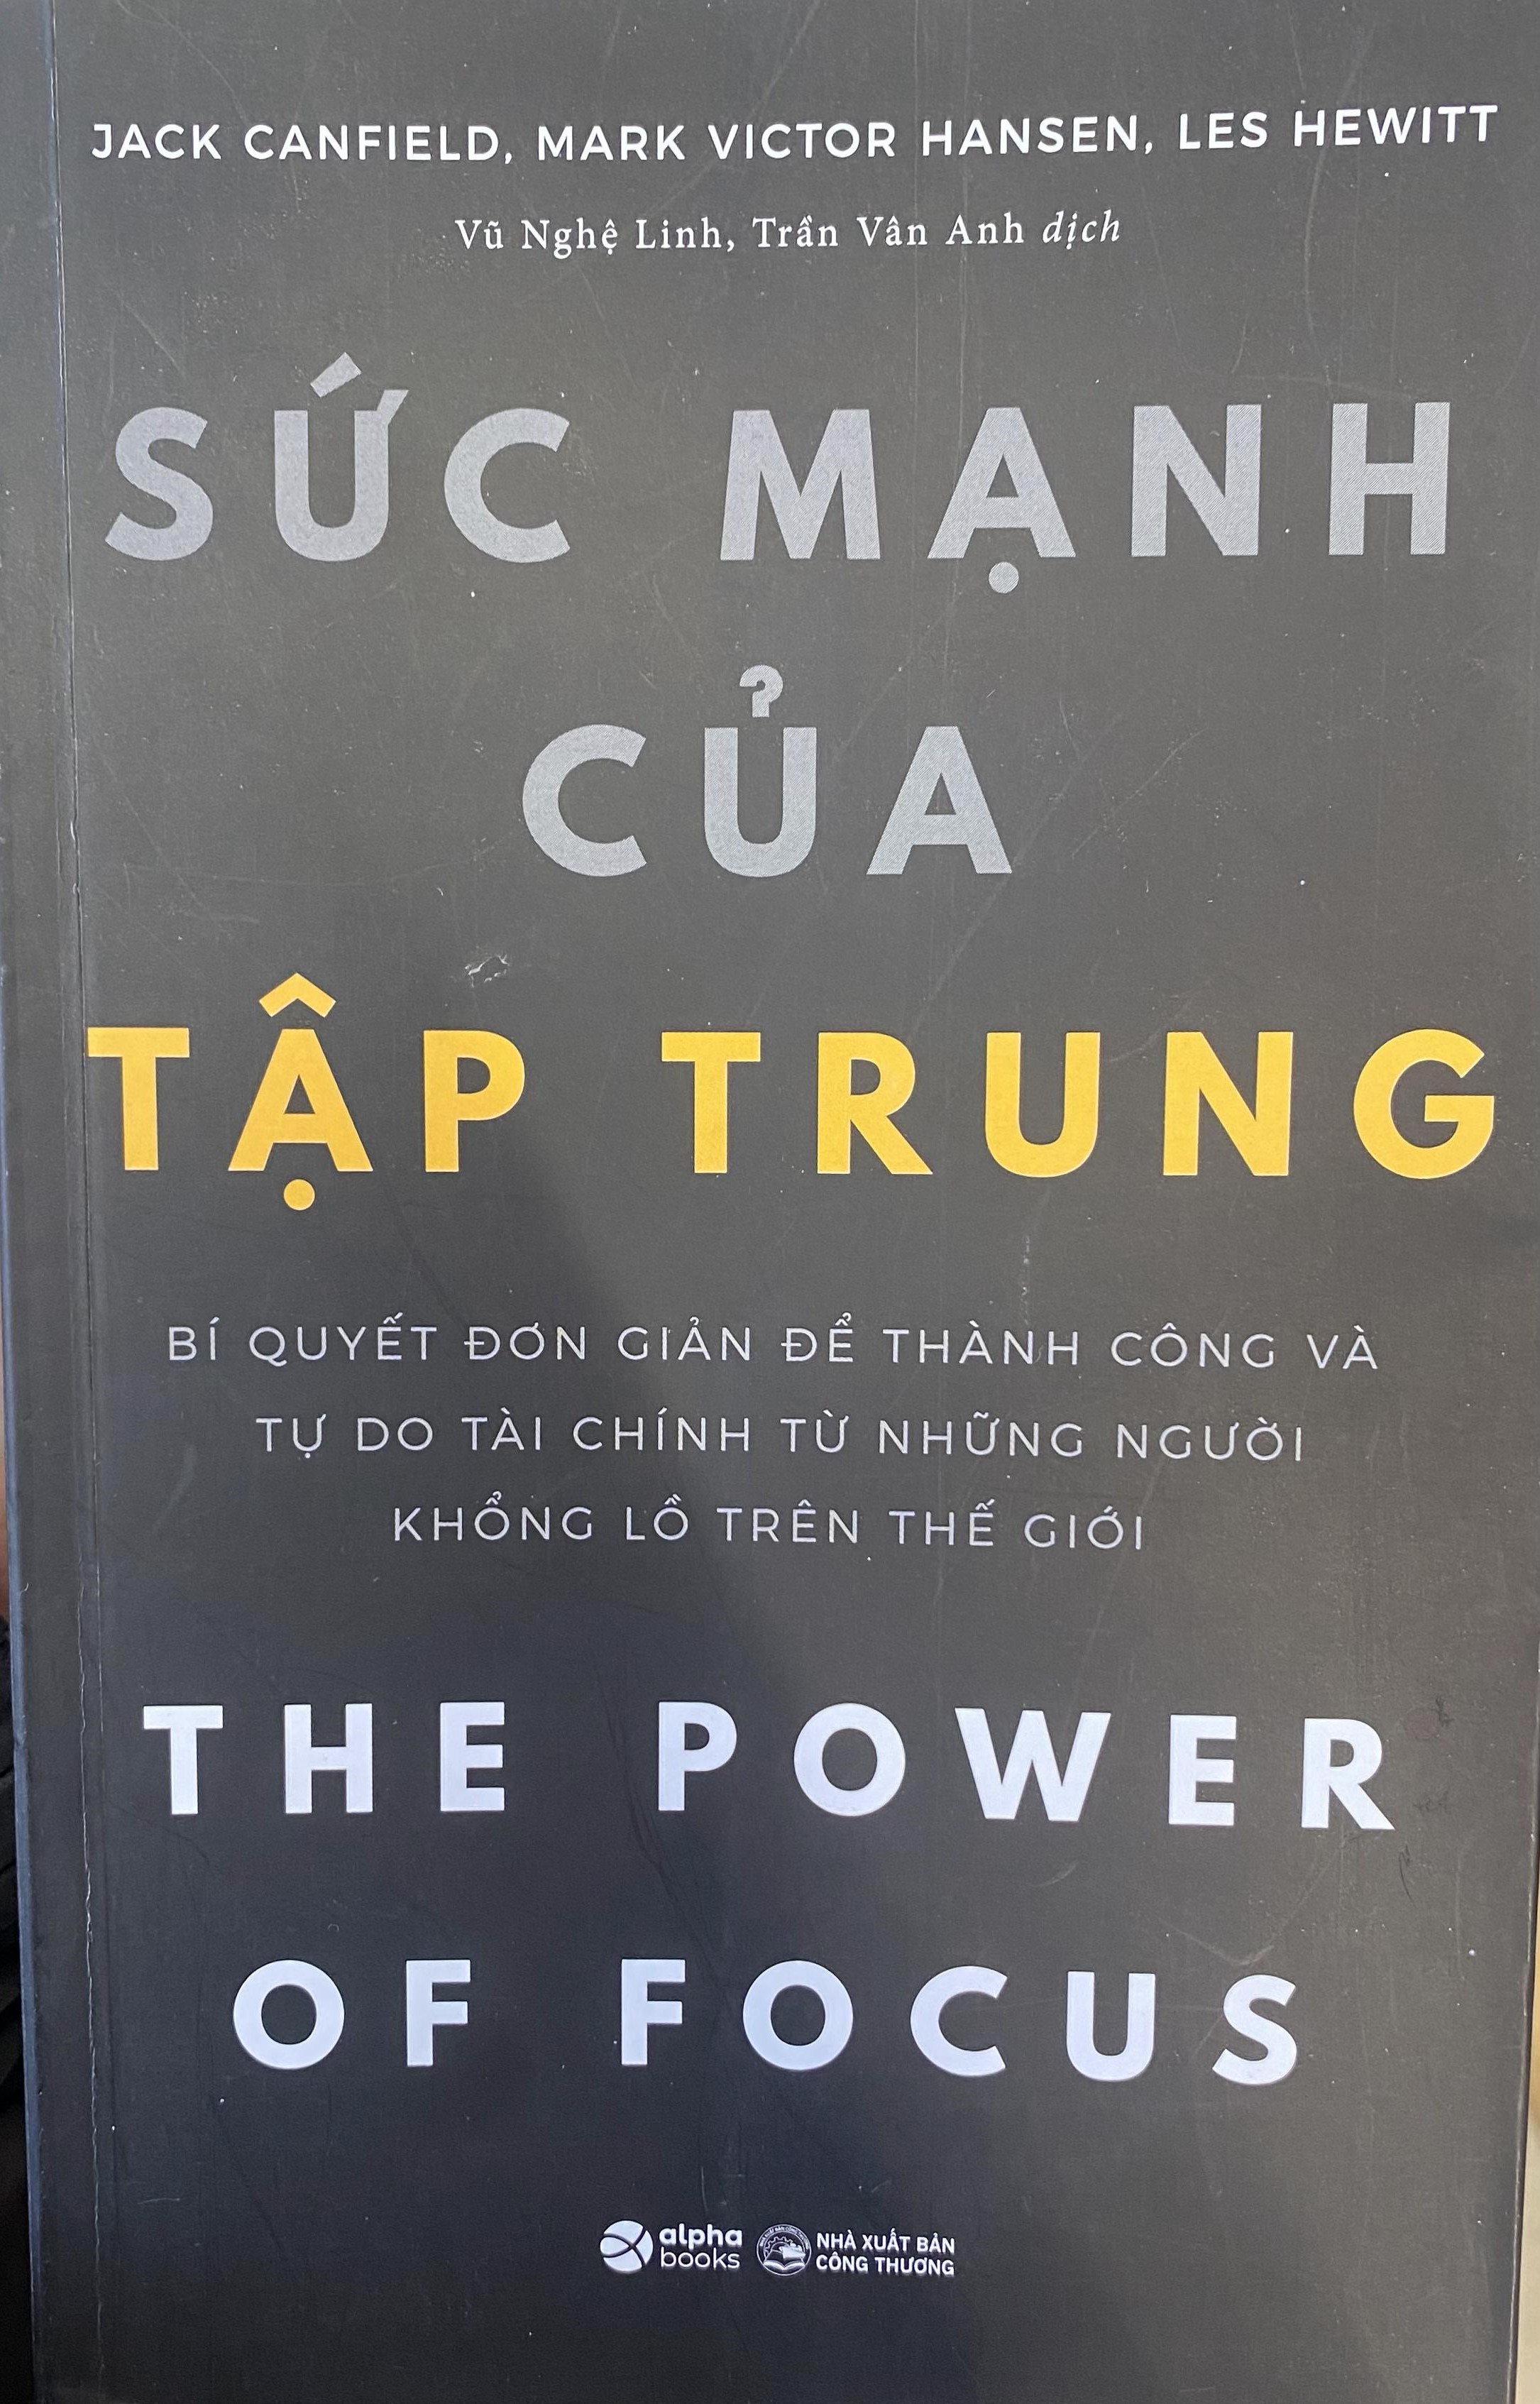 JACK CANFIELD, MARK VICTOR HANSEN, LES HEWITT
Vũ Nghệ Linh, Trần Vân Anh dịch
SỨC MẠNH
CỦA
TẬP TRUNG
BÍ QUYẾT ĐƠN GIẢN ĐỂ THÀNH CÔNG VÀ
TỰ DO TÀI CHÍNH TỪ NHỮNG NGƯỜI
KHỔNG LỒ TRÊN THẾ GIỚI
THE POWER
OF FOCUS
alpha
books
NHÀ XUẤT BẢN
CÔNG THƯƠNG